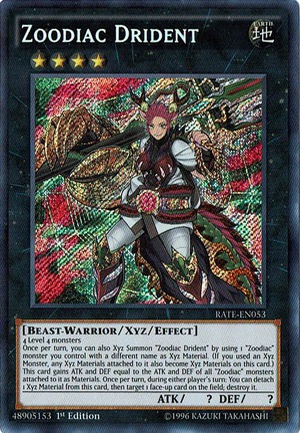 ZOODIAC DRIDENT
EARTH
地
RATE-EN053
[BEAST-WARRIOR/XYZ/EFFECT]
4 Level 4 monsters
Once per turn, you can also Xyz Summon "Zoodiac Drident" by using 1 "Zoodiac"
monster you control with a different name as Xyz Material. (If you used an Xyz
Monster, any Xyz Materials attached to it also become Xyz Materials on this card.)
This card gains ATK and DEF equal to the ATK and DEF of all "Zoodiac" monsters
attached to it as Materials. Once per turn, during either player's turn: You can detach
1 Xyz Material from this card, then target 1 face-up card on the field; destroy it.
ATK/ ? DEF/ ?
48905153 1st Edition ©1996 KAZUKI TAKAHASHI